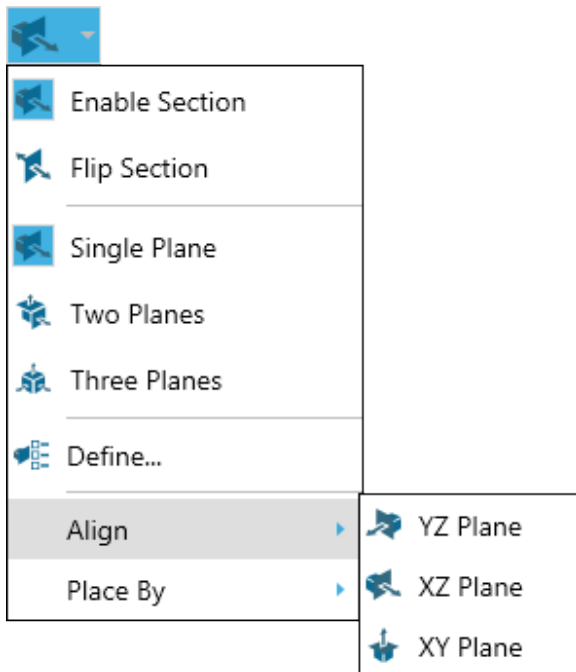 Enable Section
Flip Section
Single Plane
Two Planes
Three Planes
Define...
Align
Place By
YZ Plane
XZ Plane
XY Plane